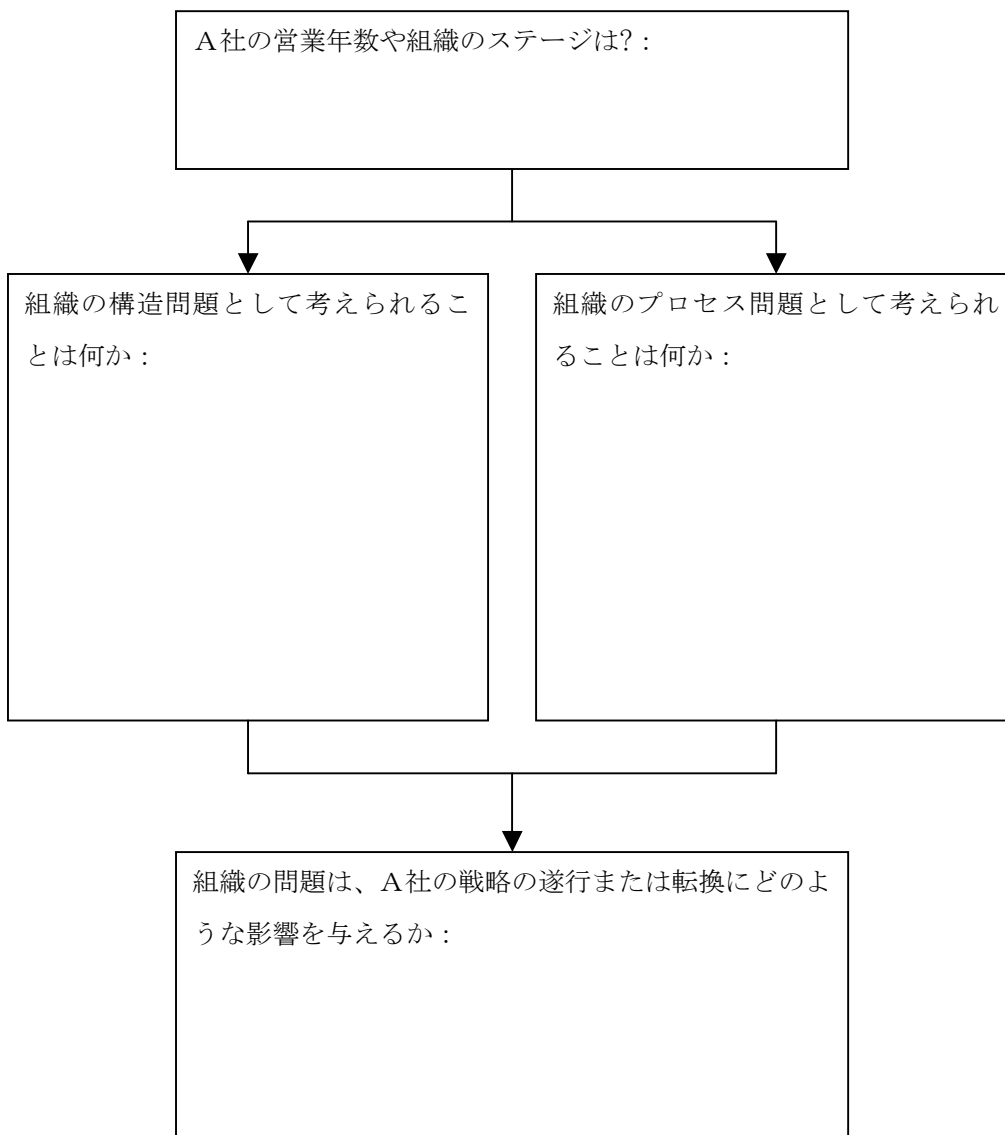 A社の営業年数や組織のステージは?：
組織の構造問題として考えられるこ
とは何か：
組織のプロセス問題として考えられ
ることは何か：
組織の問題は、A社の戦略の遂行または転換にどのよ
うな影響を与えるか：